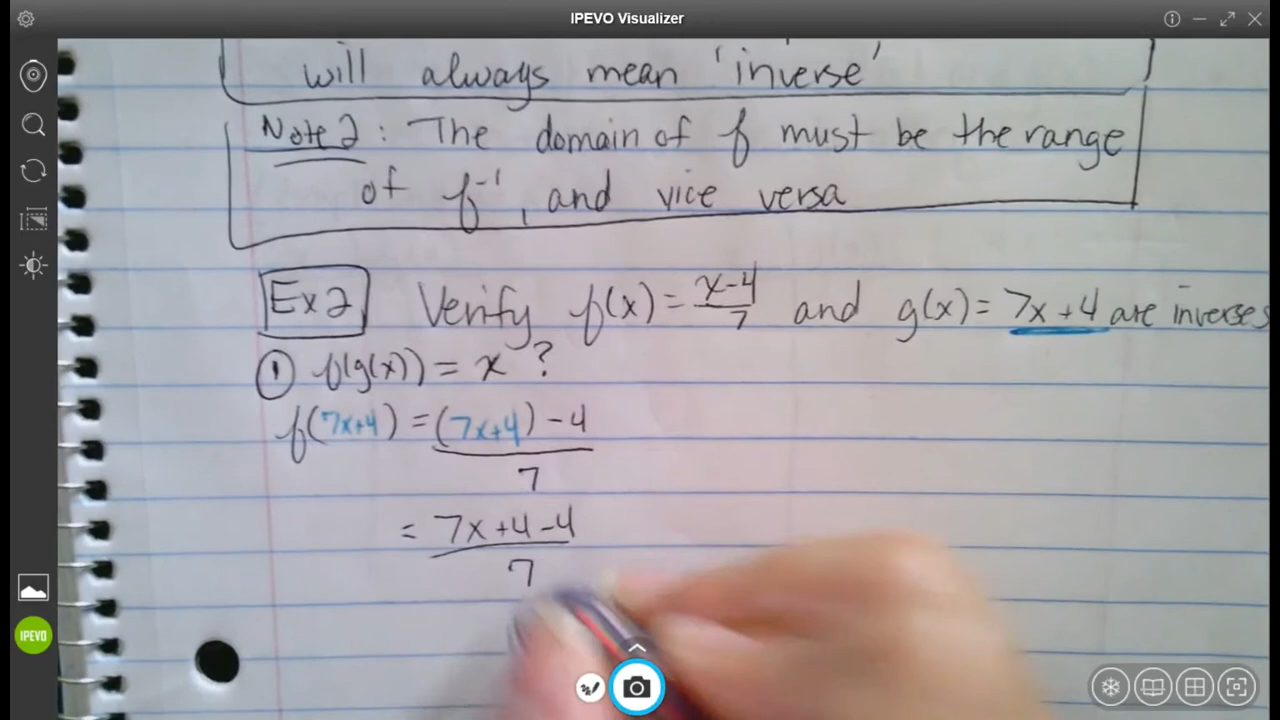 IPEVO Visualizer
will always mean 'inverse'
Note 2: The domain of f must be the range
of f⁻¹, and vice versa
Ex 2 Verify f(x) = (x-4)/7 and g(x) = 7x+4 are inverses
① f(g(x)) = x ?
f(7x+4) = ((7x+4) - 4)/7
= (7x+4-4)/7
IPEVO